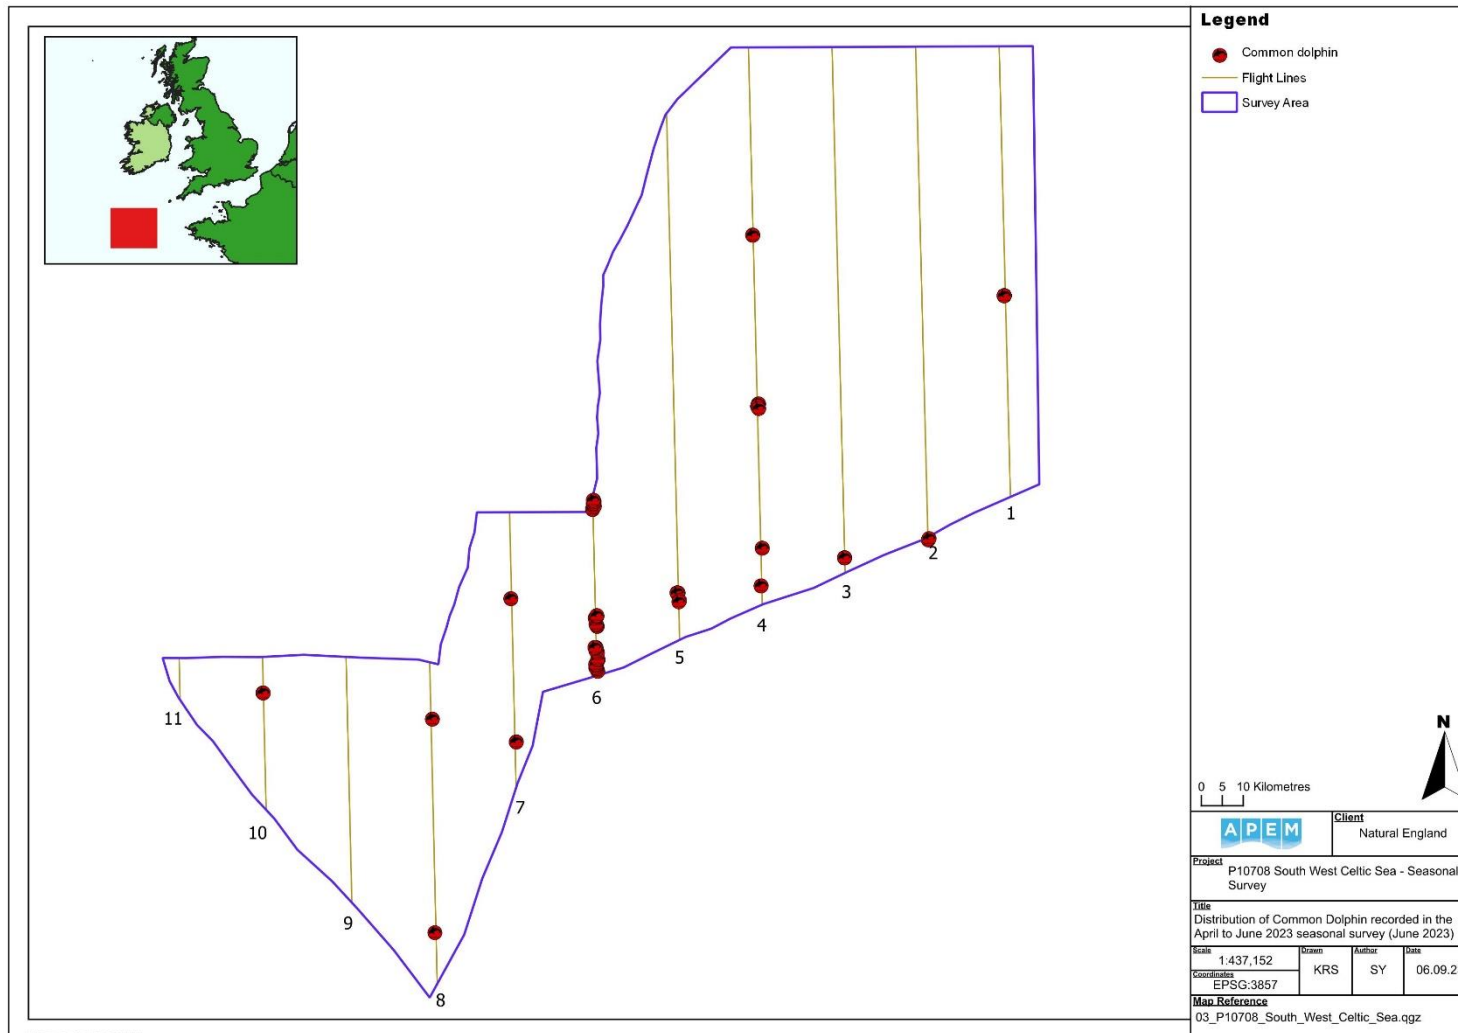 Legend
Common dolphin
Flight Lines
Survey Area
1
2
3
4
5
6
7
8
9
10
11
N
0 5 10 Kilometres
APEM
Client
Natural England
Project
P10708 South West Celtic Sea - Seasonal
Survey
Title
Distribution of Common Dolphin recorded in the
April to June 2023 seasonal survey (June 2023)
Scale
1:437,152
Coordinates
EPSG:3857
Drawn
KRS
Author
SY
Date
06.09.2
Map Reference
03_P10708_South_West_Celtic_Sea.qgz